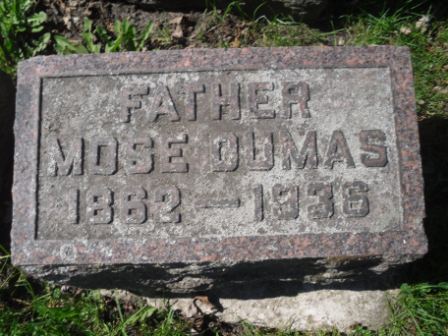 FATHER
MOSE DUMAS
1862 — 1936